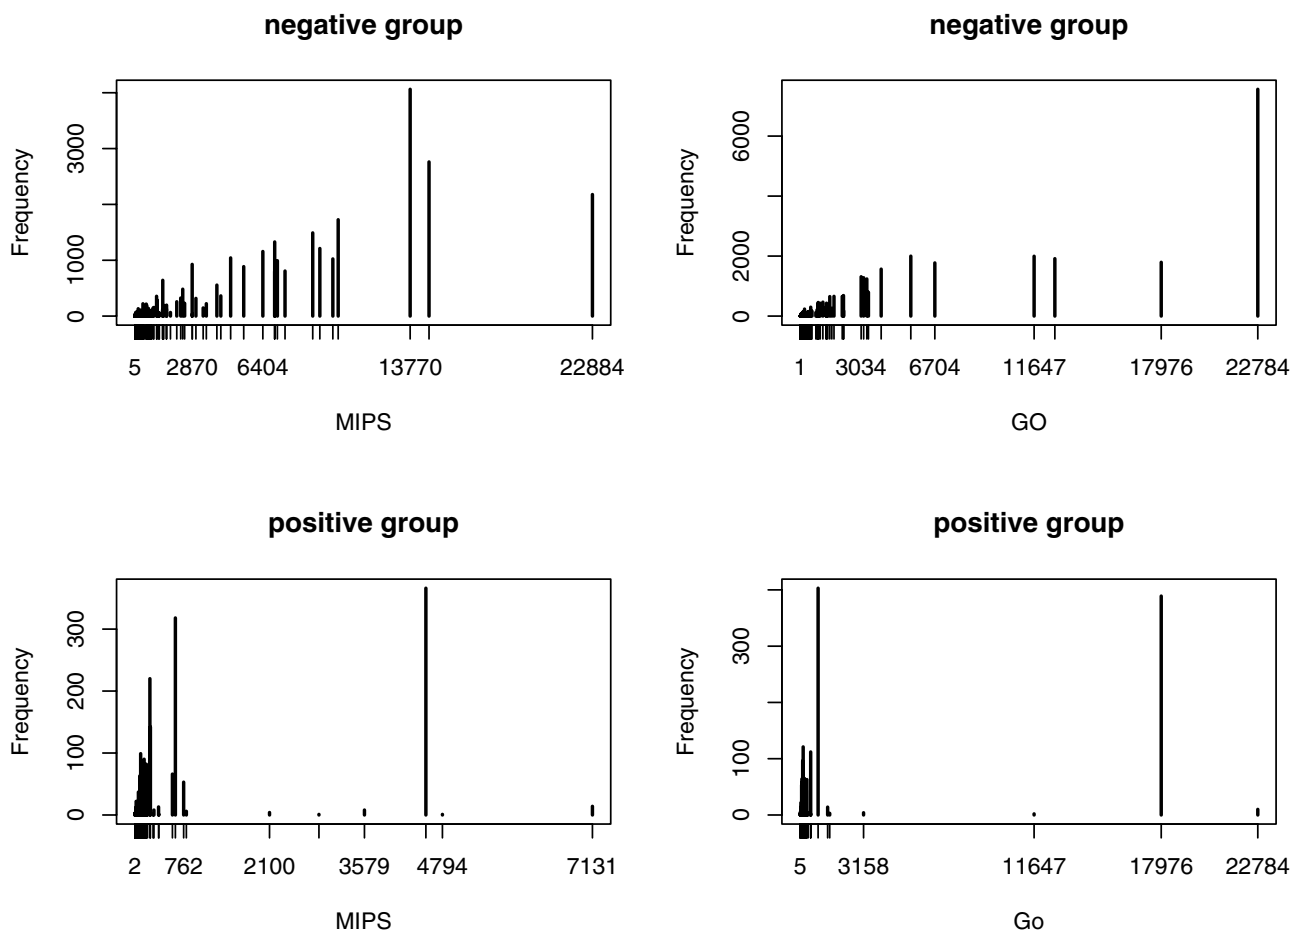 negative group
Frequency
0 1000 3000
5 2870 6404 13770 22884
MIPS
negative group
Frequency
0 2000 6000
1 3034 6704 11647 17976 22784
GO
positive group
Frequency
0 100 200 300
2 762 2100 3579 4794 7131
MIPS
positive group
Frequency
0 100 300
5 3158 11647 17976 22784
Go